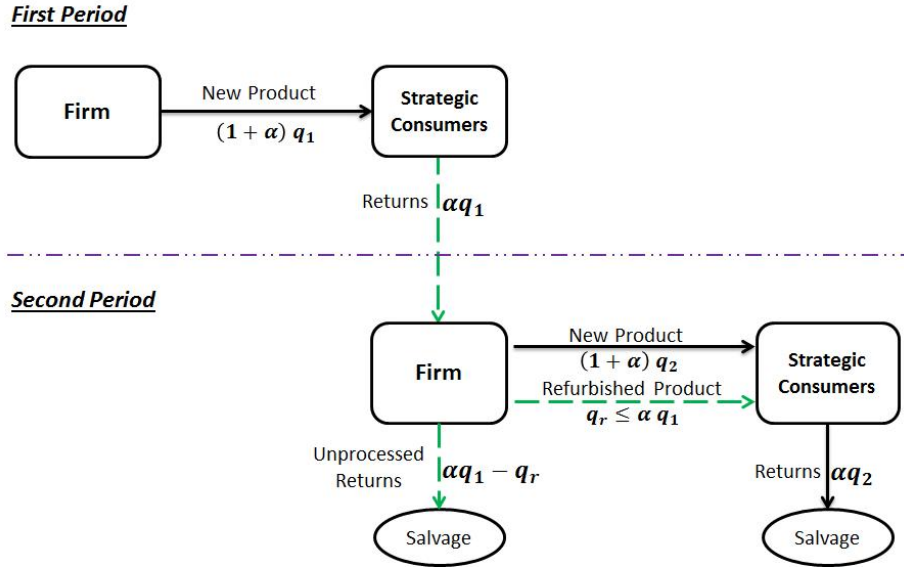 First Period
Firm
New Product
(1 + α) q₁
Strategic
Consumers
Returns
αq₁
Second Period
Firm
New Product
(1 + α) q₂
Refurbished Product
qᵣ ≤ α q₁
Strategic
Consumers
Unprocessed
Returns
αq₁ − qᵣ
Returns
αq₂
Salvage
Salvage